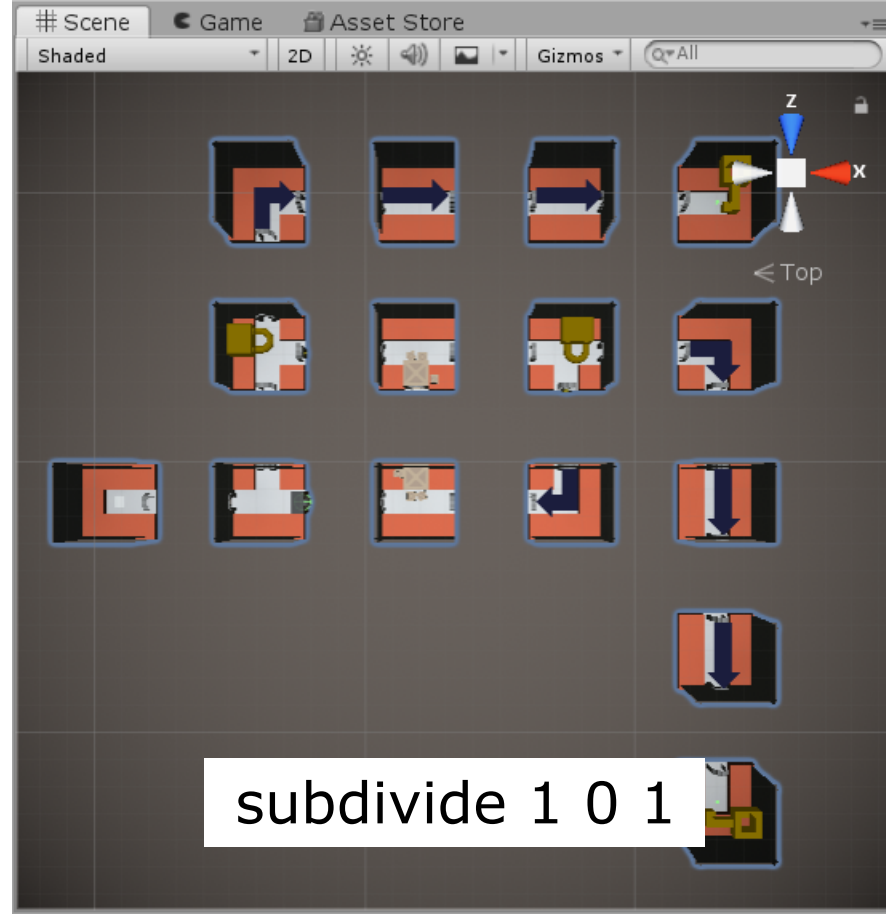 Scene Game Asset Store
Shaded 2D Gizmos All
z
x
Top
subdivide 1 0 1